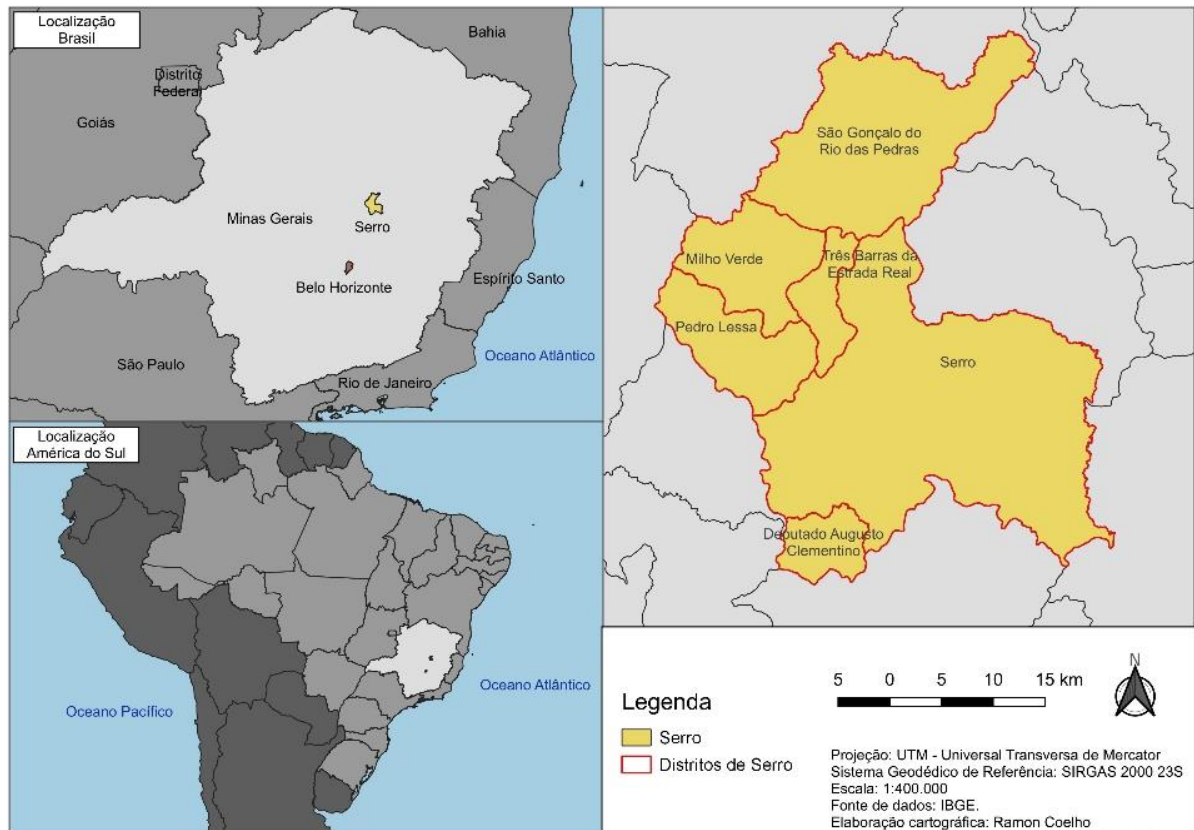 Localização
Brasil
Bahia
Distrito
Federal
Goiás
Minas Gerais
Serro
Belo Horizonte
Espírito Santo
São Paulo
Oceano Atlântico
Rio de Janeiro
Localização
América do Sul
Oceano Pacífico
Oceano Atlântico
São Gonçalo do
Rio das Pedras
Milho Verde
Três Barras da
Estrada Real
Pedro Lessa
Serro
Deputado Augusto
Clementino
Legenda
Serro
Distritos de Serro
5 0 5 10 15 km
N
Projeção: UTM - Universal Transversa de Mercator
Sistema Geodédico de Referência: SIRGAS 2000 23S
Escala: 1:400.000
Fonte de dados: IBGE.
Elaboração cartográfica: Ramon Coelho